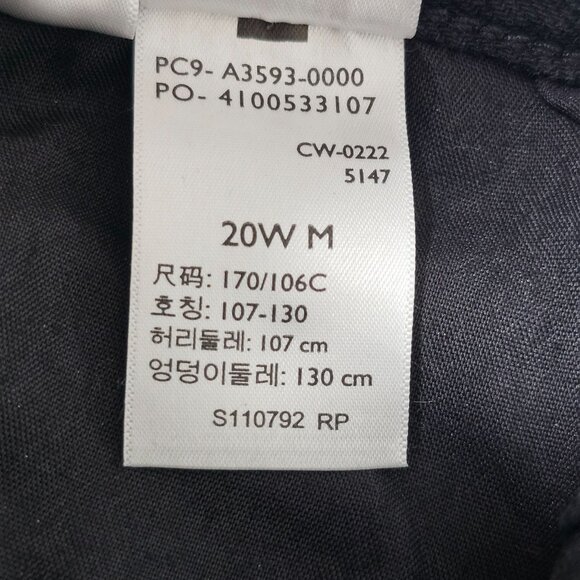 PC9- A3593-0000
PO- 4100533107
CW-0222
5147
20W M
尺码: 170/106C
호칭: 107-130
허리둘레: 107 cm
엉덩이둘레: 130 cm
S110792 RP